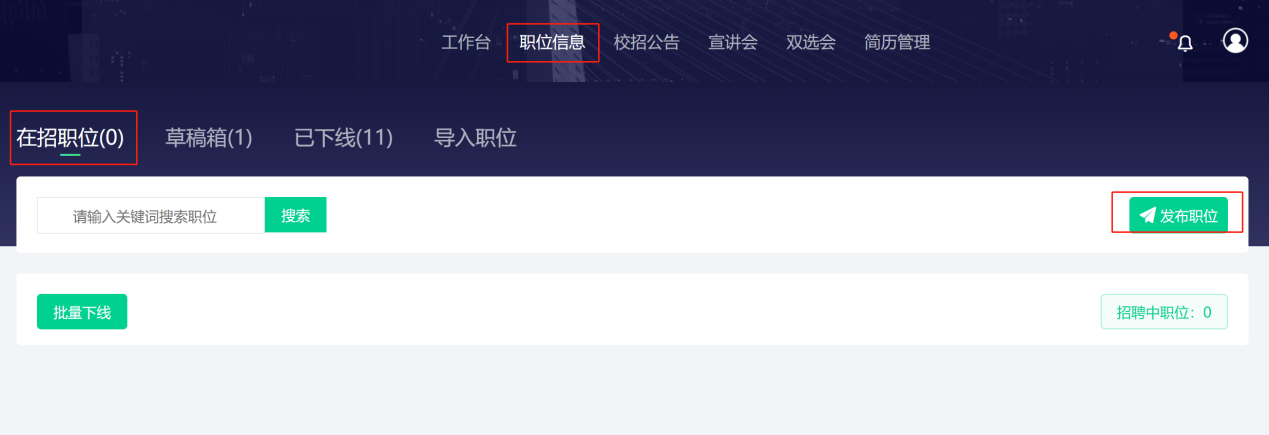 工作台 职位信息 校招公告 宣讲会 双选会 简历管理
在招职位(0) 草稿箱(1) 已下线(11) 导入职位
请输入关键词搜索职位 搜索 发布职位
批量下线 招聘中职位：0